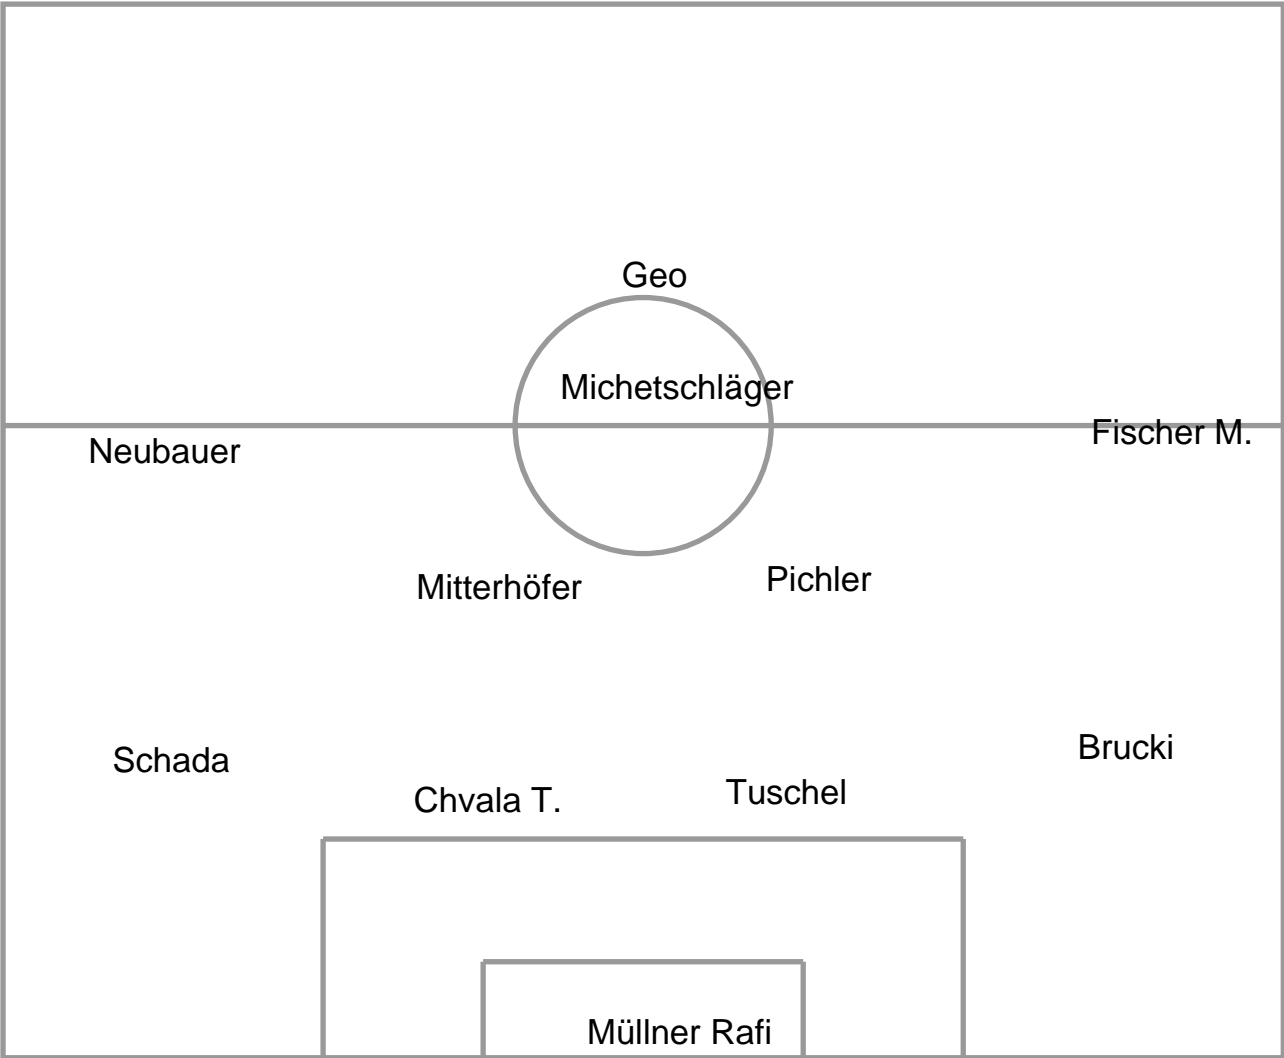 Geo
Michetschläger
Fischer M.
Neubauer
Pichler
Mitterhöfer
Brucki
Schada
Tuschel
Chvala T.
Müllner Rafi